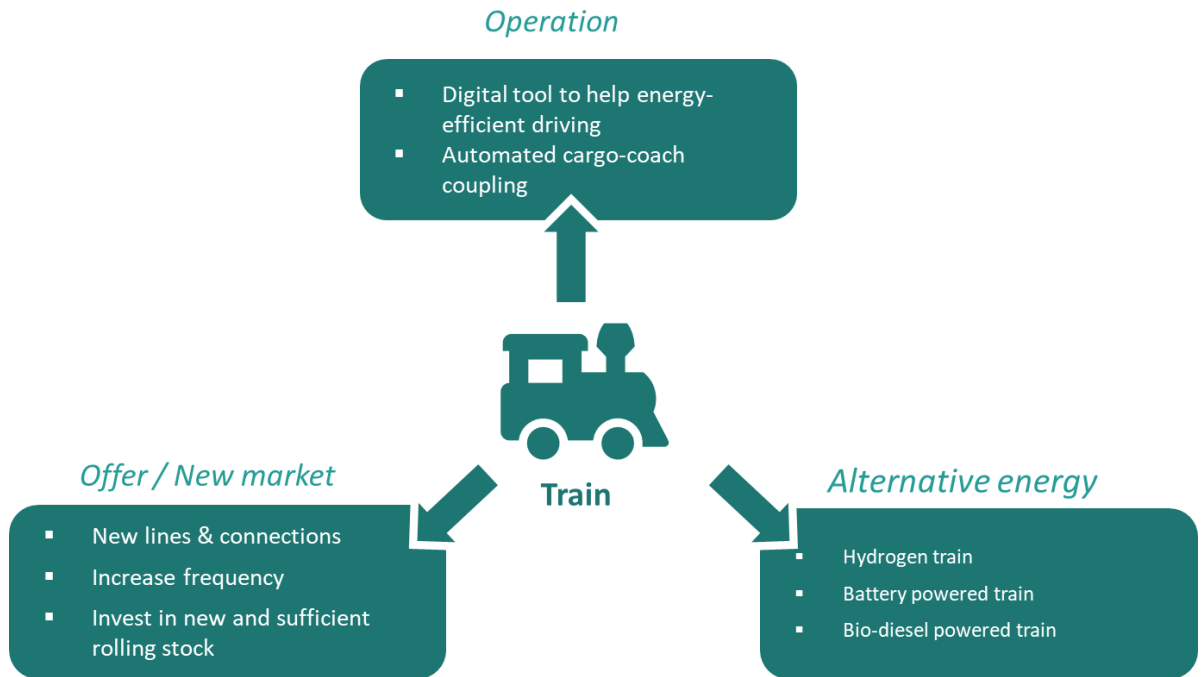 Operation
▪ Digital tool to help energy-
efficient driving
▪ Automated cargo-coach
coupling
Train
Offer / New market
▪ New lines & connections
▪ Increase frequency
▪ Invest in new and sufficient
rolling stock
Alternative energy
▪ Hydrogen train
▪ Battery powered train
▪ Bio-diesel powered train